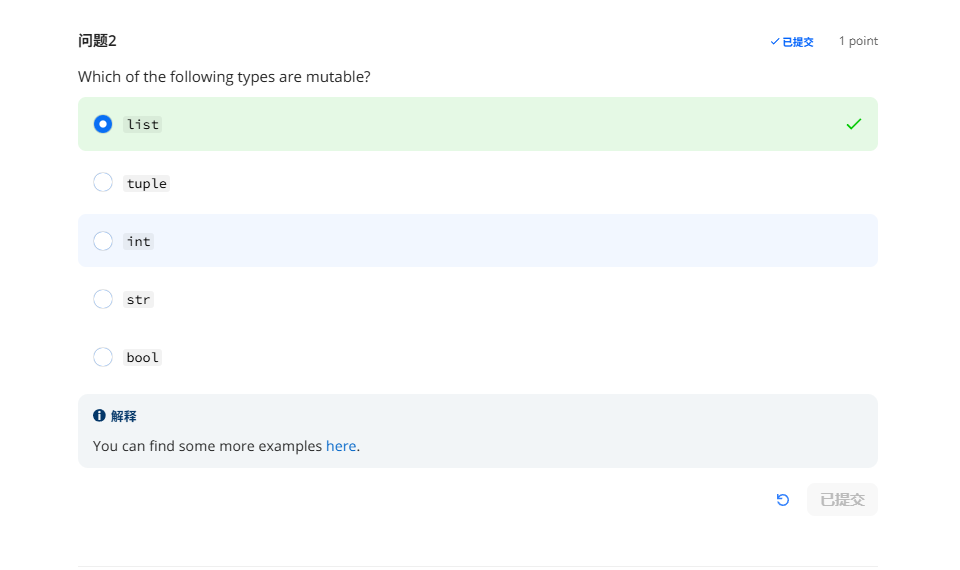 问题2
已提交 1 point
Which of the following types are mutable?
list
tuple
int
str
bool
解释
You can find some more examples here.
已提交